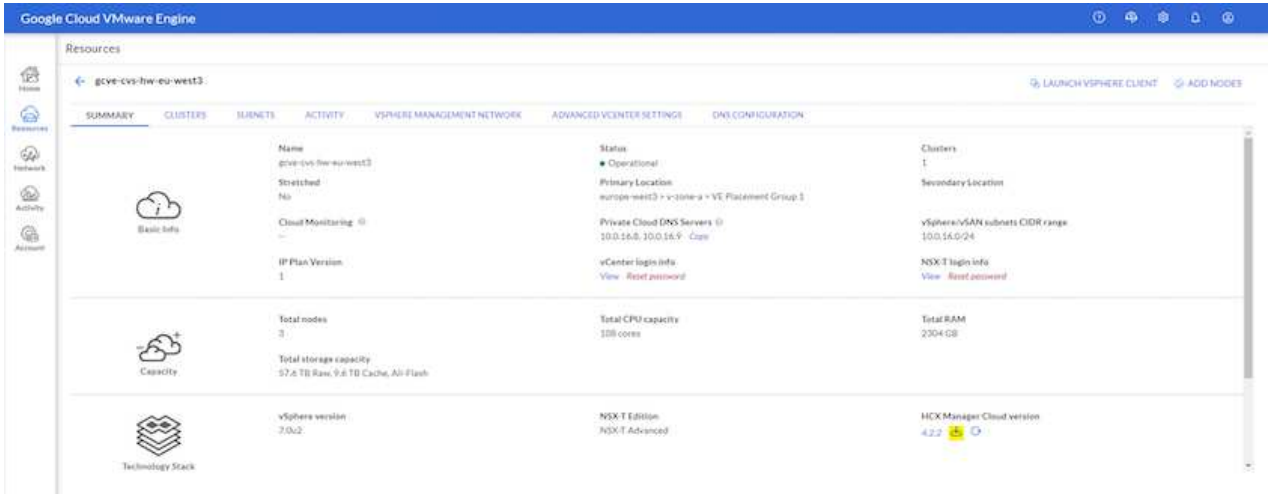 Google Cloud VMware Engine
Resources
Home
gcve-cvs-hw-eu-west3
LAUNCH VSPHERE CLIENT
ADD NODES
Resources
SUMMARY CLUSTERS SUBNETS ACTIVITY VSPHERE MANAGEMENT NETWORK ADVANCED VCENTER SETTINGS DNS CONFIGURATION
Network
Activity
Account
Basic Info
Name
gcve-cvs-hw-eu-west3
Status
Operational
Clusters
1
Stretched
No
Primary Location
europe-west3 > v-zone-a > VE Placement Group 1
Secondary Location
Cloud Monitoring
--
Private Cloud DNS Servers
10.0.16.8, 10.0.16.9 Copy
vSphere/vSAN subnets CIDR range
10.0.16.0/24
IP Plan Version
1
vCenter login info
View Reset password
NSX-T login info
View Reset password
Capacity
Total nodes
3
Total CPU capacity
108 cores
Total RAM
2304 GB
Total storage capacity
57.6 TB Raw, 9.6 TB Cache, All-Flash
Technology Stack
vSphere version
7.0u2
NSX-T Edition
NSX-T Advanced
HCX Manager Cloud version
4.2.2